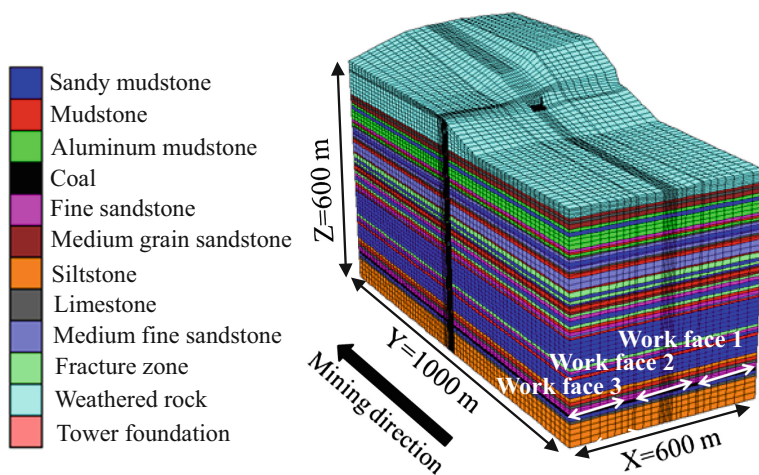 Sandy mudstone
Mudstone
Aluminum mudstone
Coal
Fine sandstone
Medium grain sandstone
Siltstone
Limestone
Medium fine sandstone
Fracture zone
Weathered rock
Tower foundation
Z=600 m
Y=1000 m
Mining direction
Work face 1
Work face 2
Work face 3
X=600 m